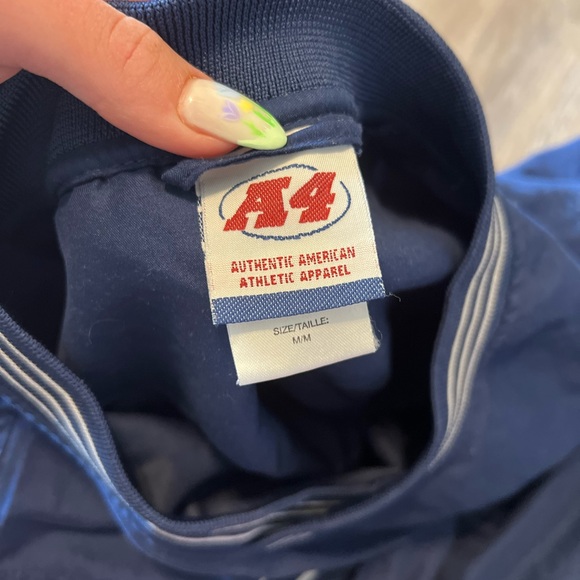 A4
AUTHENTIC AMERICAN
ATHLETIC APPAREL
SIZE/TAILLE:
M/M